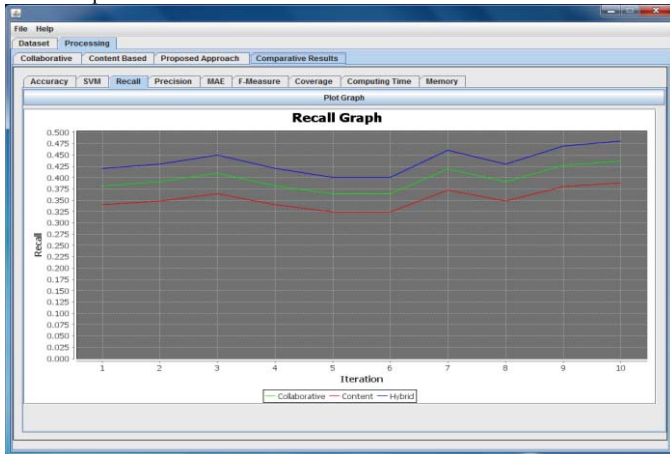 File Help
Dataset Processing
Collaborative Content Based Proposed Approach Comparative Results
Accuracy SVM Recall Precision MAE F-Measure Coverage Computing Time Memory
Plot Graph
Recall Graph
0.500
0.475
0.450
0.425
0.400
0.375
0.350
0.325
0.300
0.275
0.250
0.225
0.200
0.175
0.150
0.125
0.100
0.075
0.050
0.025
0.000
Recall
1 2 3 4 5 6 7 8 9 10
Iteration
Collaborative Content Hybrid